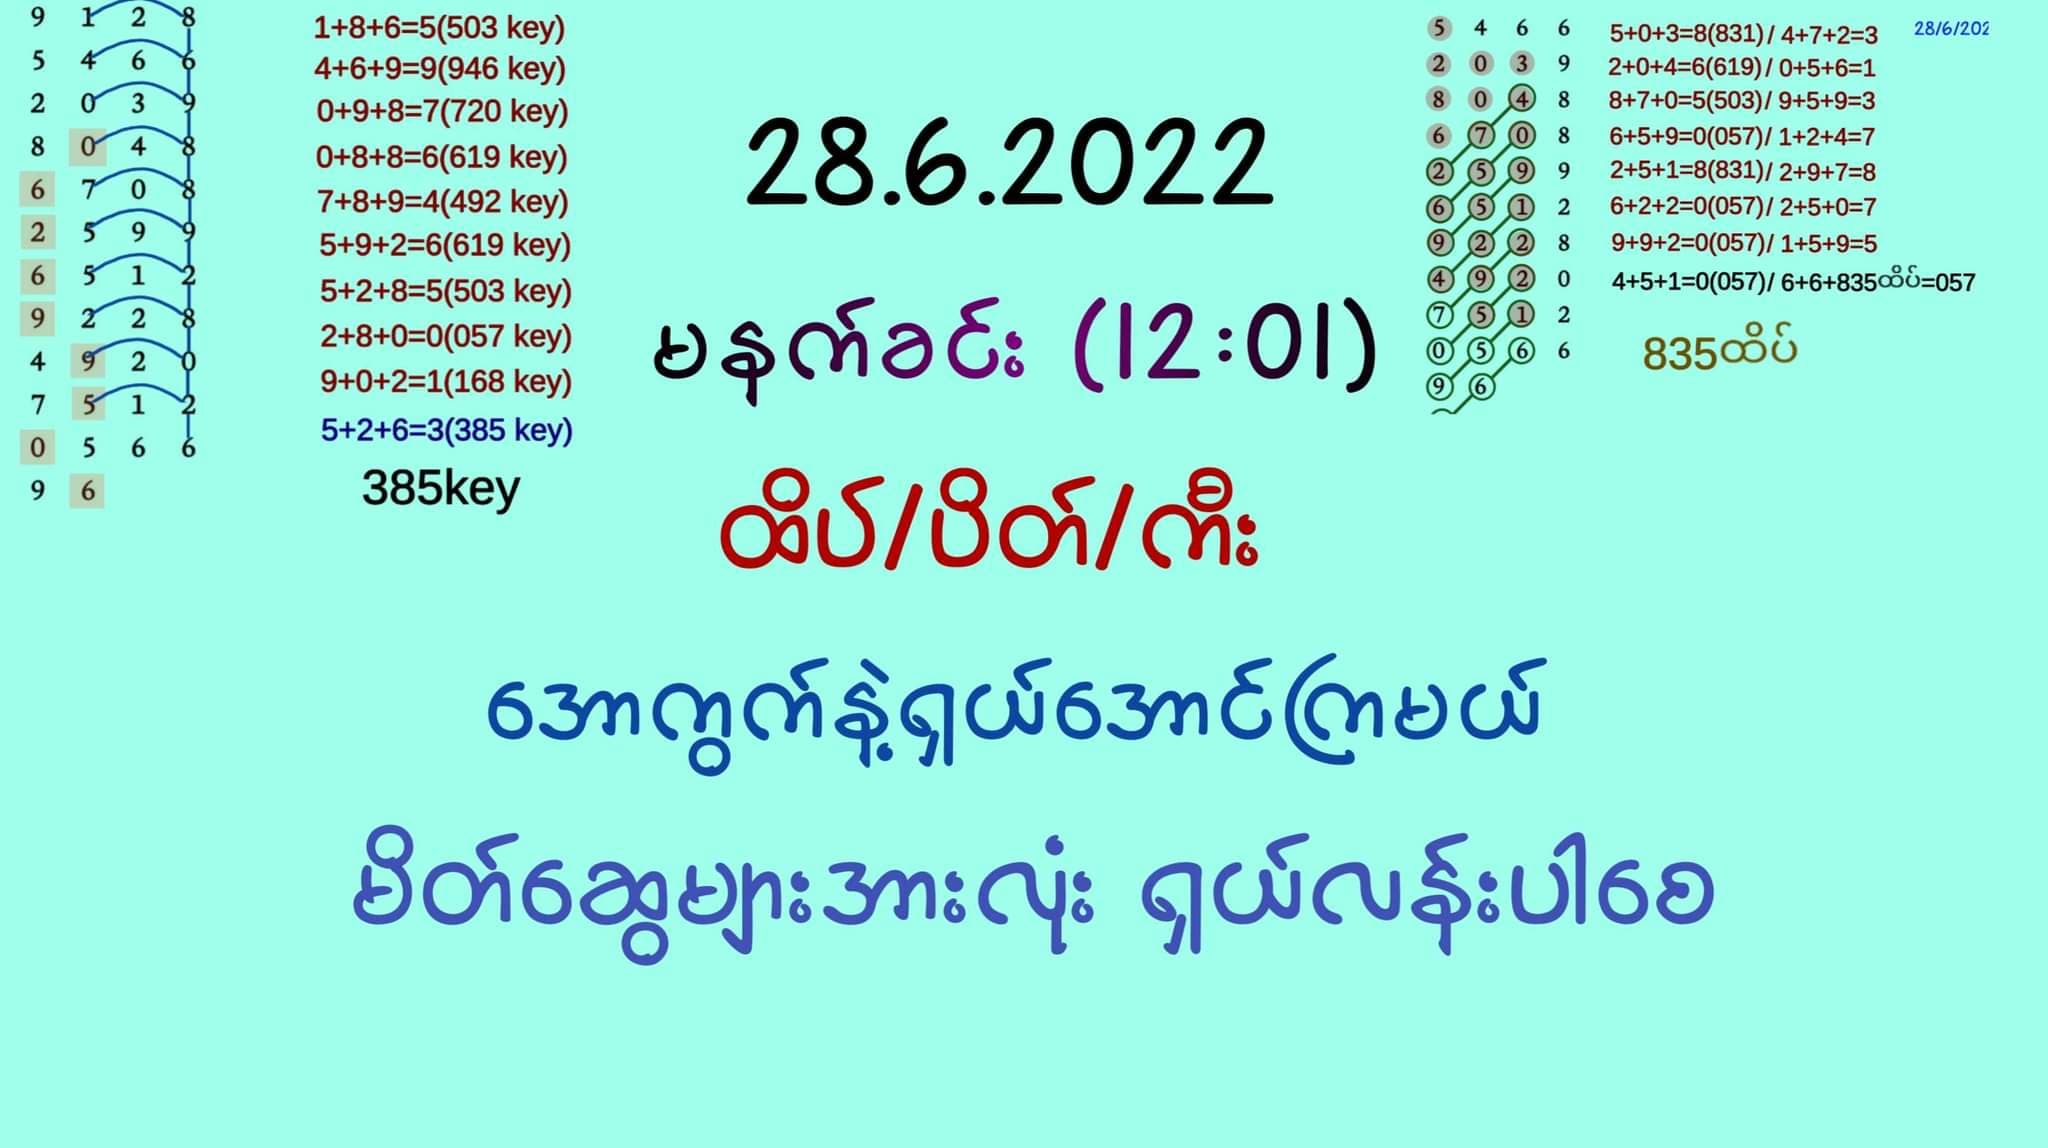 9 1 2 8
5 4 6 6
2 0 3 9
8 0 4 8
6 7 0 8
2 5 9 9
6 5 1 2
9 2 2 8
4 9 2 0
7 5 1 2
0 5 6 6
9 6
1+8+6=5(503 key)
4+6+9=9(946 key)
0+9+8=7(720 key)
0+8+8=6(619 key)
7+8+9=4(492 key)
5+9+2=6(619 key)
5+2+8=5(503 key)
2+8+0=0(057 key)
9+0+2=1(168 key)
5+2+6=3(385 key)
385key
28.6.2022
မနက်ခင်း (12:01)
ထိပ်/ပိတ်/ကီး
အောကွက်နဲ့ရှယ်အောင်ကြမယ်
မိတ်ဆွေများအားလုံး ရှယ်လန်းပါစေ
5 4 6 6
2 0 3 9
8 0 4 8
6 7 0 8
2 5 9 9
6 5 1 2
9 2 2 8
4 9 2 0
7 5 1 2
0 5 6 6
9 6
5+0+3=8(831)/ 4+7+2=3
2+0+4=6(619)/ 0+5+6=1
8+7+0=5(503)/ 9+5+9=3
6+5+9=0(057)/ 1+2+4=7
2+5+1=8(831)/ 2+9+7=8
6+2+2=0(057)/ 2+5+0=7
9+9+2=0(057)/ 1+5+9=5
4+5+1=0(057)/ 6+6+835ထိပ်=057
835ထိပ်
28/6/202